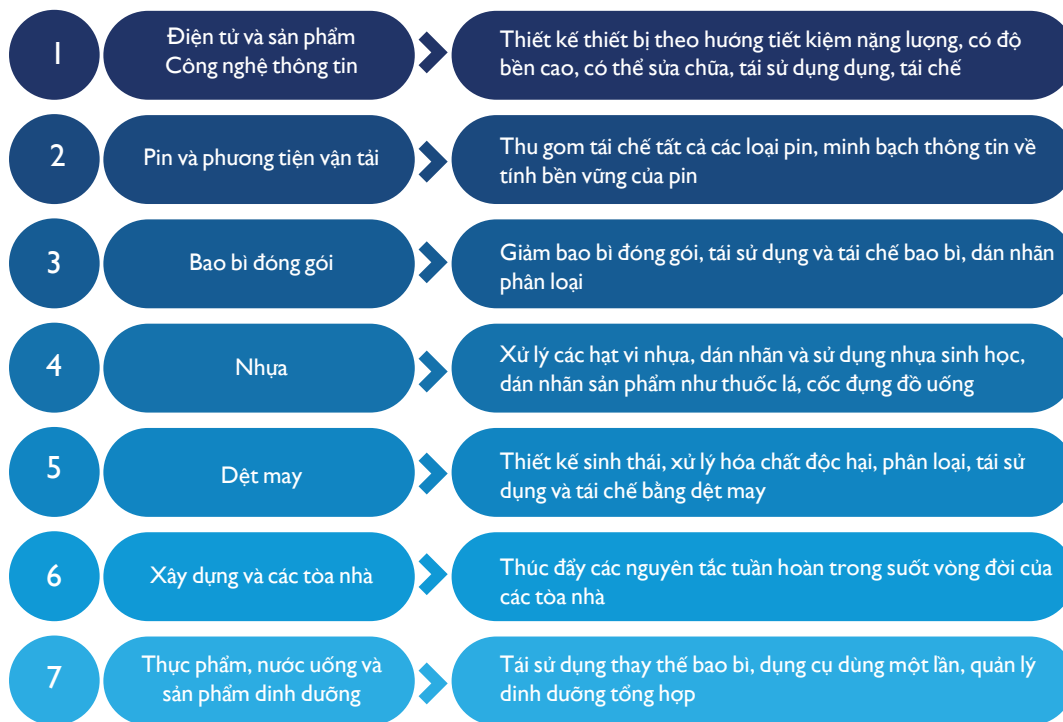 1
Điện tử và sản phẩm
Công nghệ thông tin
Thiết kế thiết bị theo hướng tiết kiệm nặng lượng, có độ
bền cao, có thể sửa chữa, tái sử dụng dụng, tái chế
2
Pin và phương tiện vận tải
Thu gom tái chế tất cả các loại pin, minh bạch thông tin về
tính bền vững của pin
3
Bao bì đóng gói
Giảm bao bì đóng gói, tái sử dụng và tái chế bao bì, dán nhãn
phân loại
4
Nhựa
Xử lý các hạt vi nhựa, dán nhãn và sử dụng nhựa sinh học,
dán nhãn sản phẩm như thuốc lá, cốc đựng đồ uống
5
Dệt may
Thiết kế sinh thái, xử lý hóa chất độc hại, phân loại, tái sử
dụng và tái chế bằng dệt may
6
Xây dựng và các tòa nhà
Thúc đẩy các nguyên tắc tuần hoàn trong suốt vòng đời của
các tòa nhà
7
Thực phẩm, nước uống và
sản phẩm dinh dưỡng
Tái sử dụng thay thế bao bì, dụng cụ dùng một lần, quản lý
dinh dưỡng tổng hợp